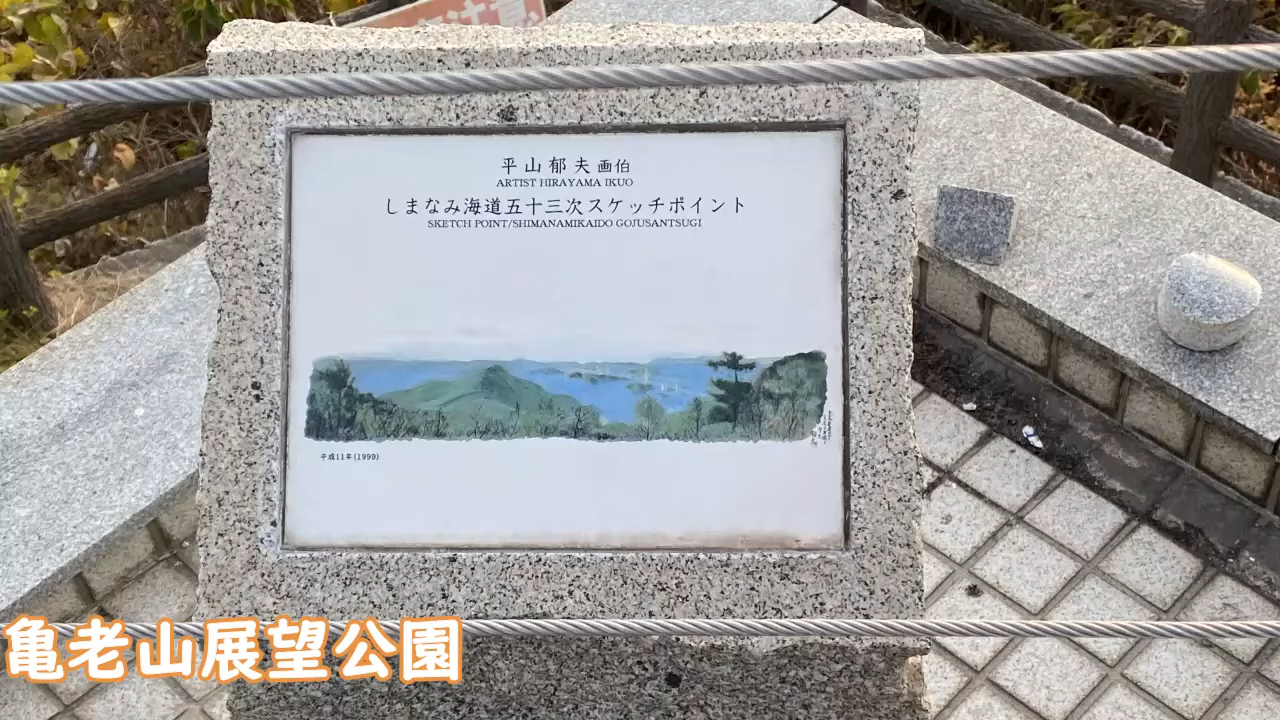 注意
平山郁夫画伯
ARTIST HIRAYAMA IKUO
しまなみ海道五十三次スケッチポイント
SKETCH POINT/SHIMANAMIKAIDO GOJUSANTSUGI
平成11年(1999)
亀老山展望公園